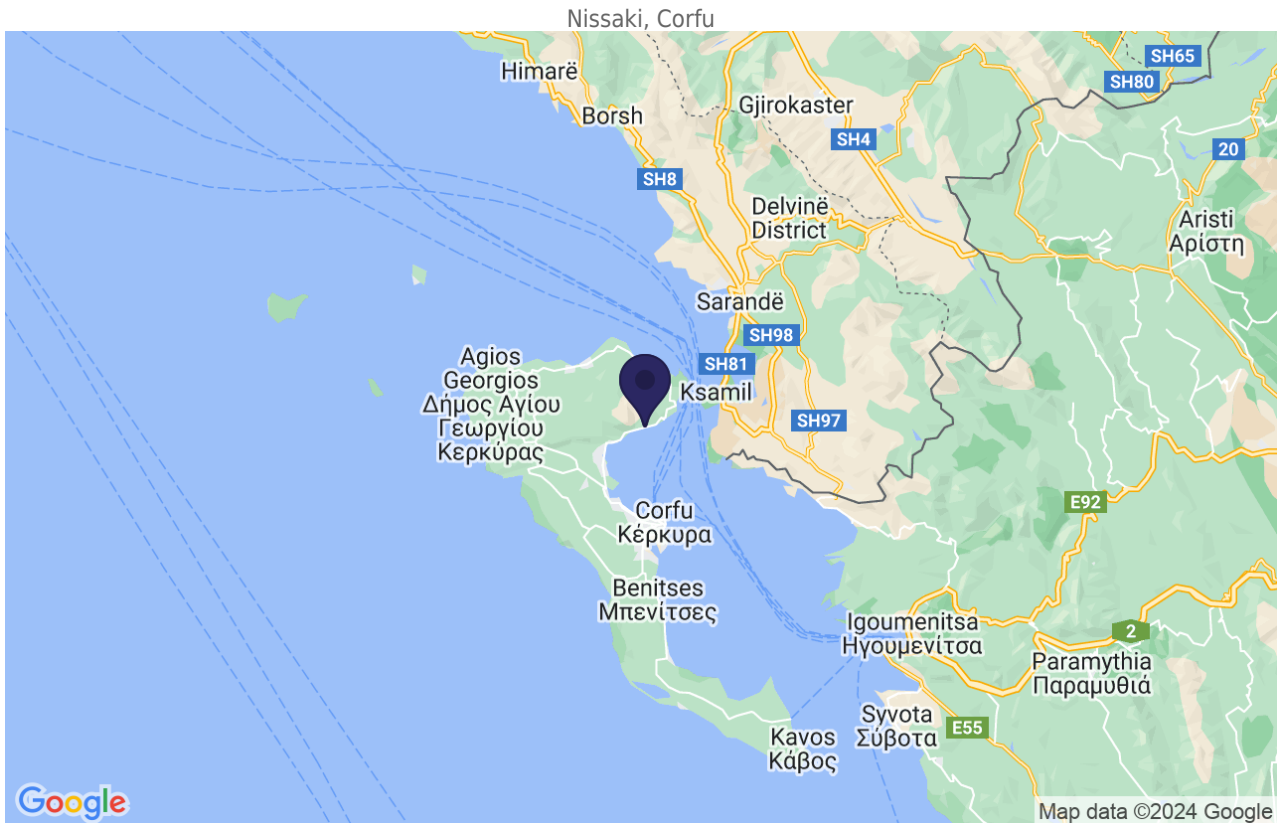 Nissaki, Corfu
SH65
Himarë
SH80
Gjirokaster
Borsh
SH4
20
SH8
Delvinë
District
Aristi
Αρίστη
Sarandë
SH98
Agios
Georgios
Δήμος Αγίου
Γεωργίου
Κερκύρας
SH81
Ksamil
SH97
E92
Corfu
Κέρκυρα
Benitses
Μπενίτσες
Igoumenitsa
Ηγουμενίτσα
2
Paramythia
Παραμυθιά
Syvota
Σύβοτα
E55
Kavos
Κάβος
Google
Map data ©2024 Google